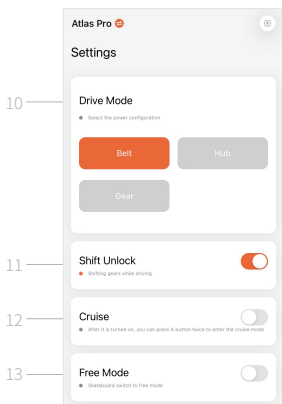 Atlas Pro
Settings
10
Drive Mode
Select the power configuration
Belt
Hub
Gear
11
Shift Unlock
Shifting gears while driving
12
Cruise
After it is turned on, you can press A button twice to enter the cruise mode
13
Free Mode
Skateboard switch to free mode